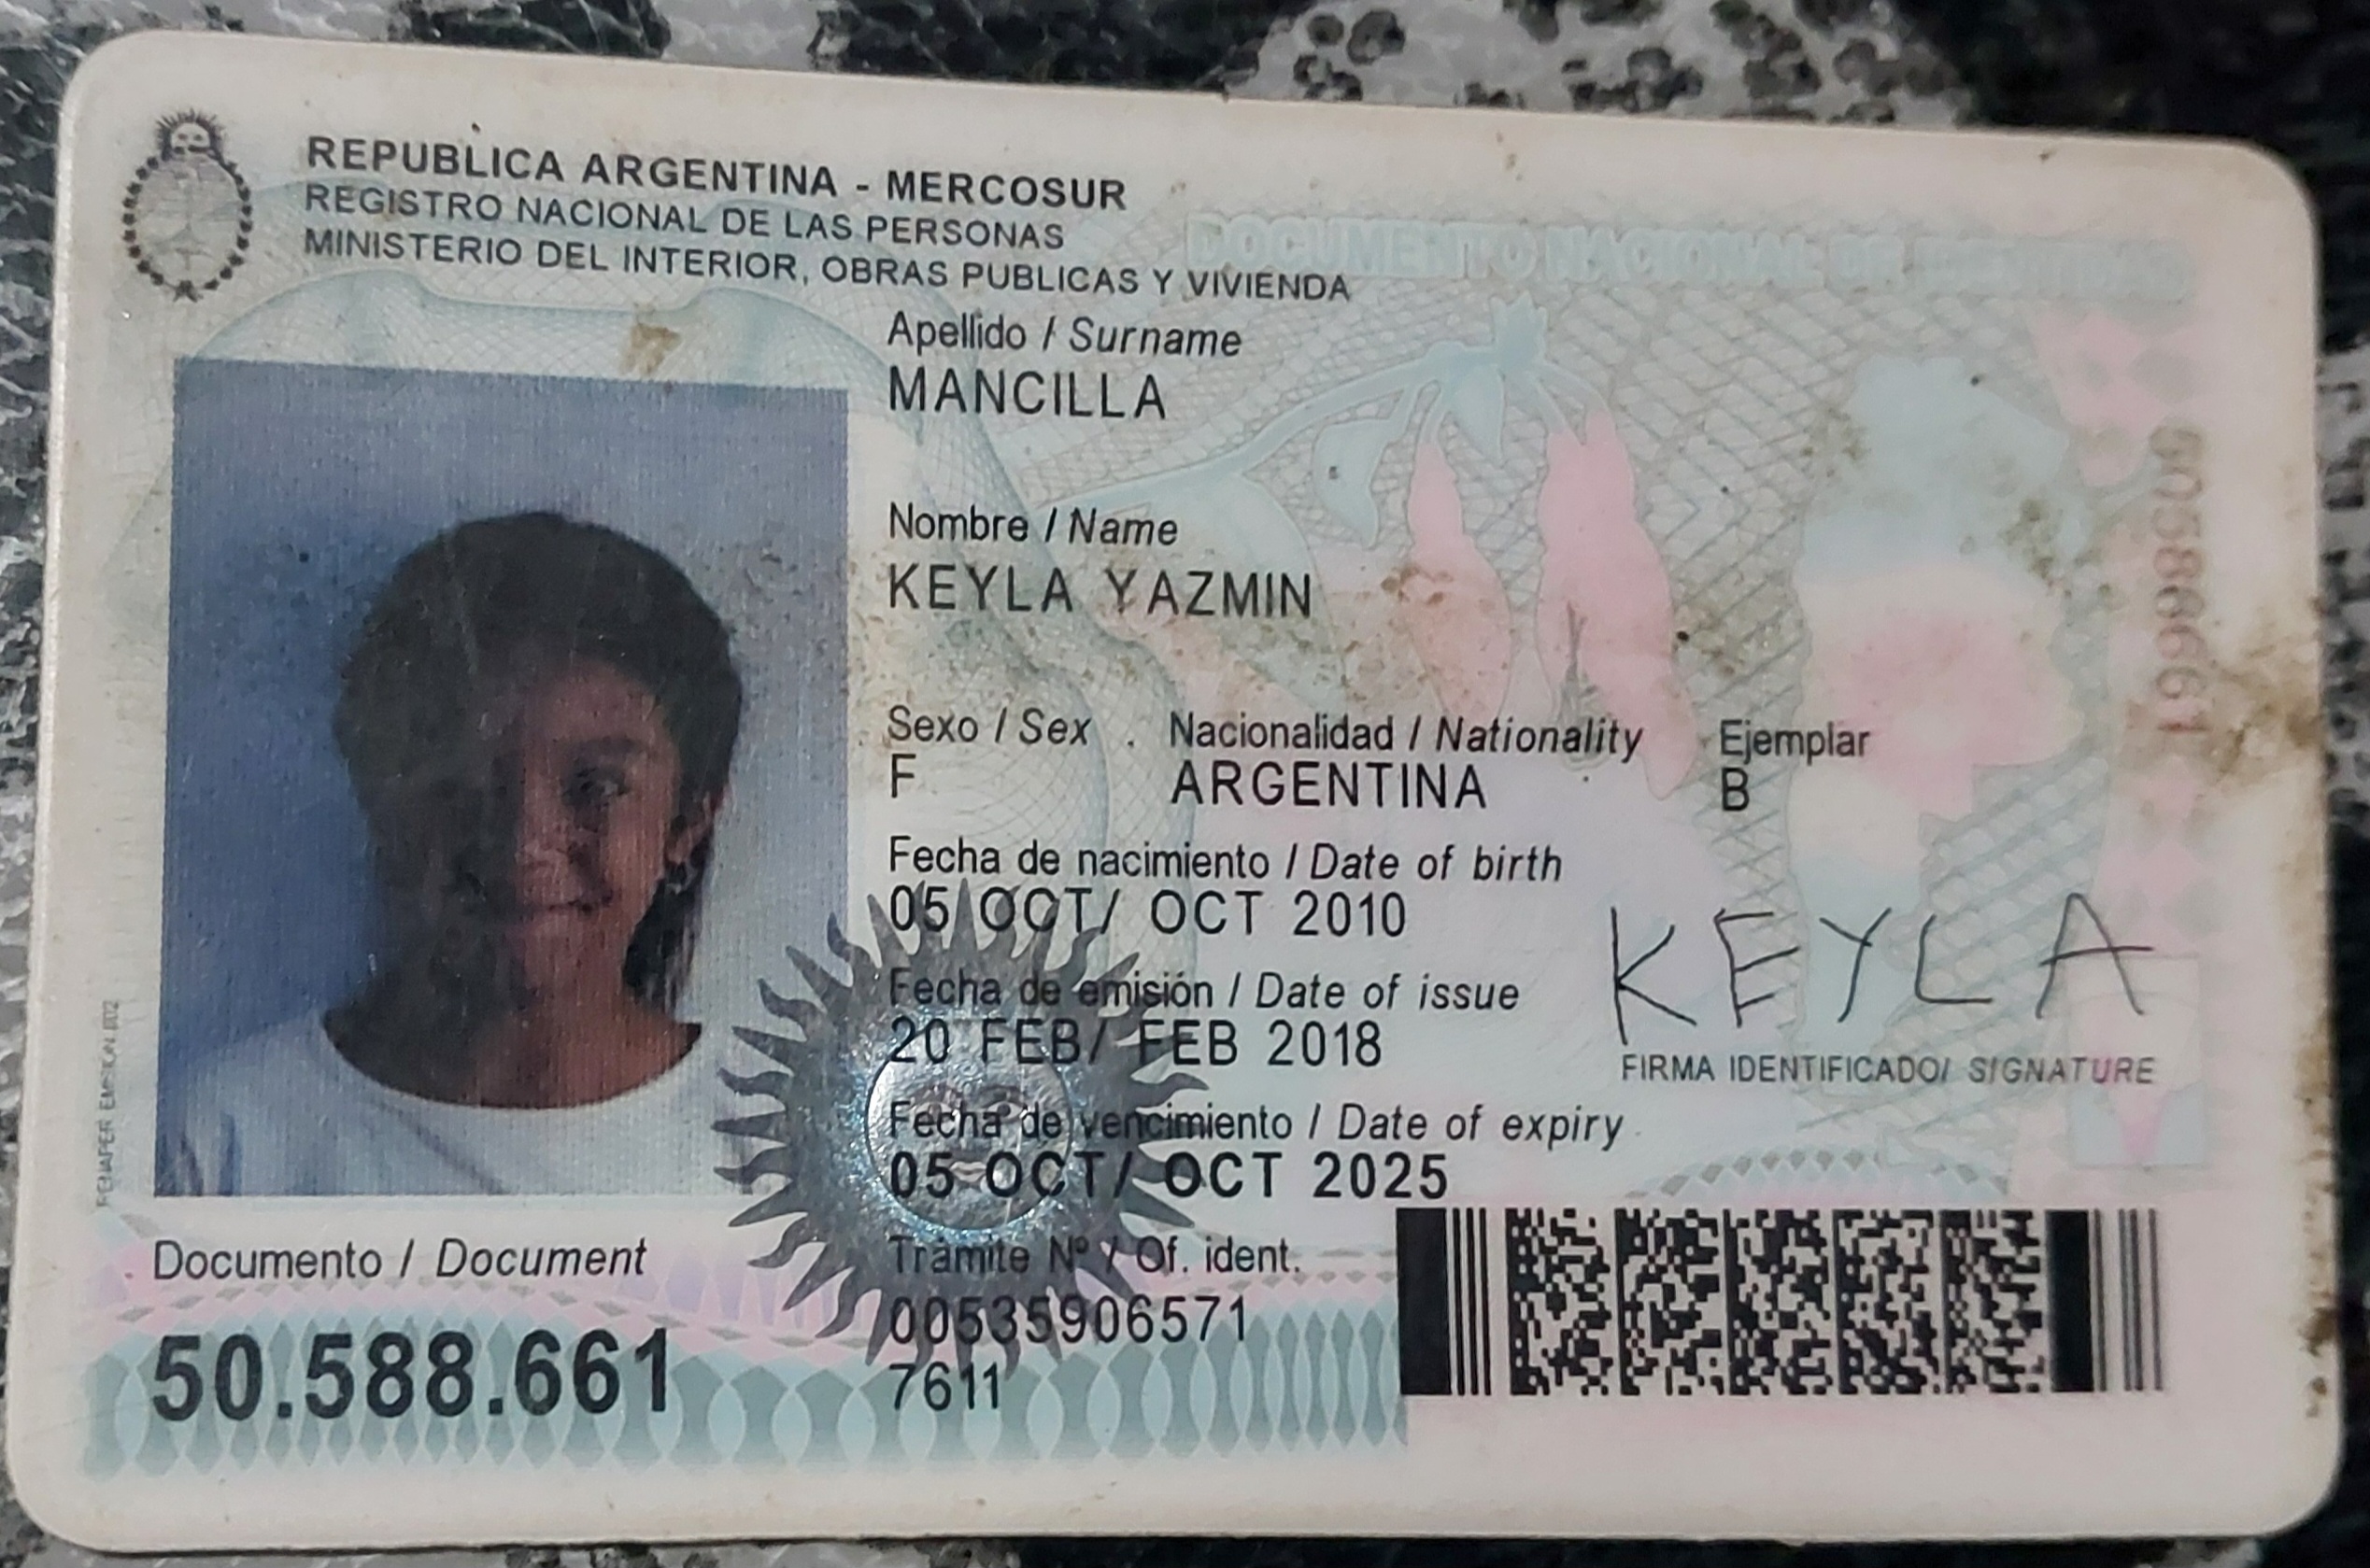 REPUBLICA ARGENTINA - MERCOSUR
REGISTRO NACIONAL DE LAS PERSONAS
MINISTERIO DEL INTERIOR, OBRAS PUBLICAS Y VIVIENDA
DOCUMENTO NACIONAL DE
Apellido / Surname
MANCILLA
Nombre / Name
KEYLA YAZMIN
Sexo / Sex
F
Nacionalidad / Nationality
ARGENTINA
Ejemplar
B
50588661
Fecha de nacimiento / Date of birth
05 OCT/ OCT 2010
Fecha de emisión / Date of issue
20 FEB/ FEB 2018
KEYLA
FIRMA IDENTIFICADO/ SIGNATURE
Fecha de vencimiento / Date of expiry
05 OCT/ OCT 2025
Documento / Document
50.588.661
Trámite Nº / Of. ident.
00535906571
7611